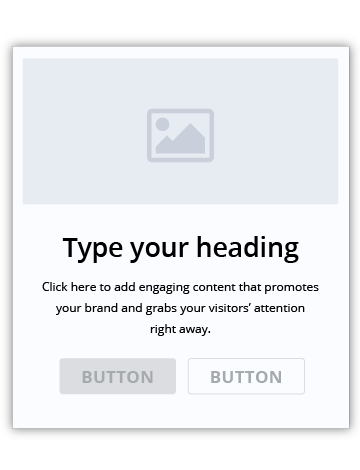 Type your heading
Click here to add engaging content that promotes
your brand and grabs your visitors’ attention
right away.
BUTTON BUTTON